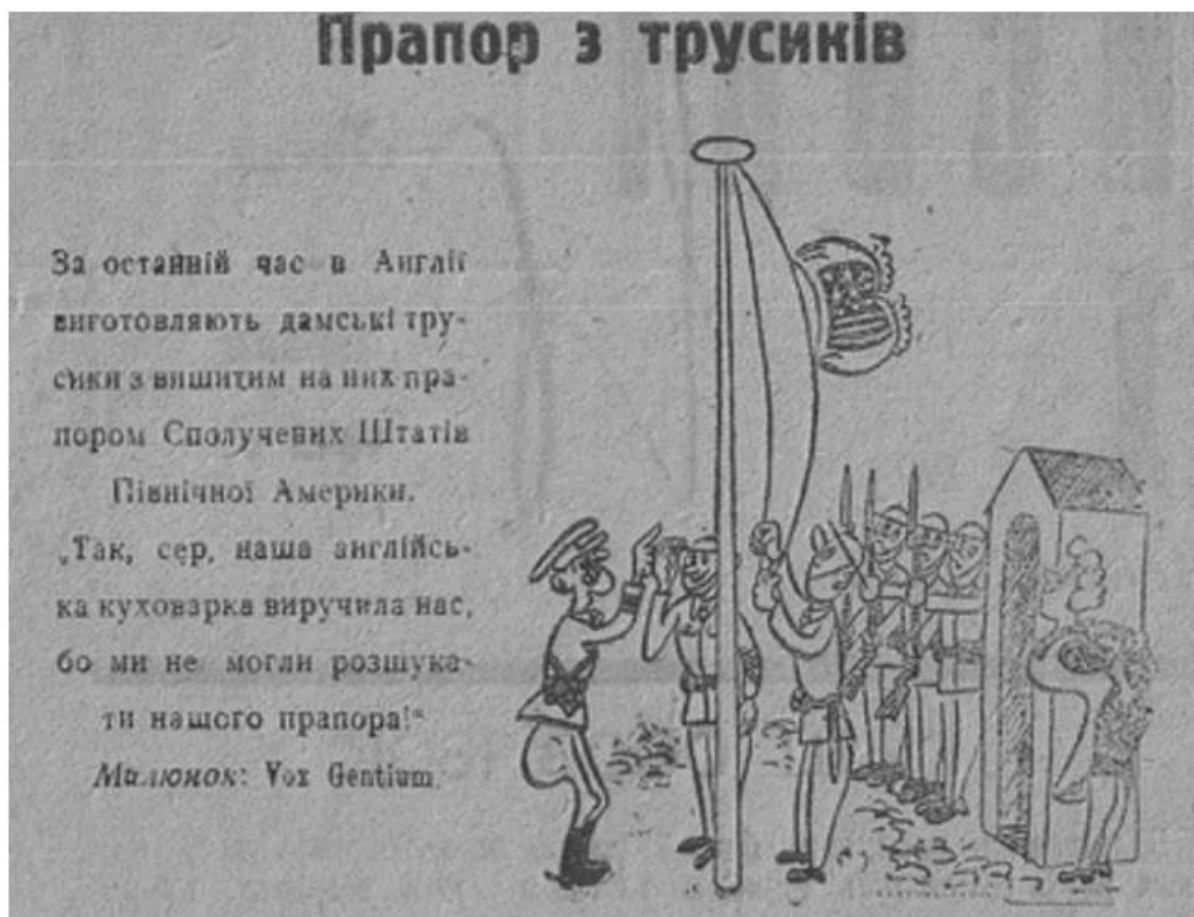 Прапор з трусиків
За останній час в Англії
виготовляють дамські тру-
сики з вишитим на них пра-
пором Сполучених Штатів
Північної Америки.
„Так, сер, наша англійсь-
ка куховарка виручила нас,
бо ми не могли розшука-
ти нашого прапора!“
Малюнок: Vox Gentium.